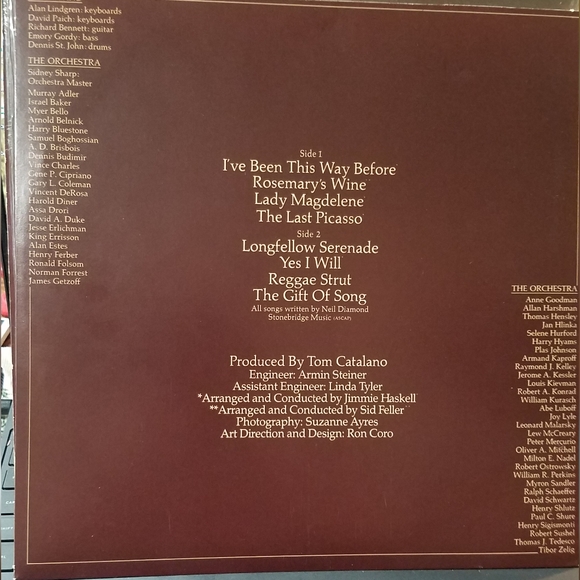 Alan Lindgren: keyboards
David Paich: keyboards
Richard Bennett: guitar
Emory Gordy: bass
Dennis St. John: drums
THE ORCHESTRA
Sidney Sharp:
Orchestra Master
Murray Adler
Israel Baker
Myer Bello
Arnold Belnick
Harry Bluestone
Samuel Boghossian
A. D. Brisbois
Dennis Budimir
Vince Charles
Gene P. Cipriano
Gary L. Coleman
Vincent DeRosa
Harold Diner
Assa Drori
David A. Duke
Jesse Erlichman
King Errisson
Alan Estes
Henry Ferber
Ronald Folsom
Norman Forrest
James Getzoff
Side 1
I've Been This Way Before
Rosemary's Wine
Lady Magdelene
The Last Picasso
Side 2
Longfellow Serenade
Yes I Will
Reggae Strut
The Gift Of Song
All songs written by Neil Diamond
Stonebridge Music (ASCAP)
Produced By Tom Catalano
Engineer: Armin Steiner
Assistant Engineer: Linda Tyler
*Arranged and Conducted by Jimmie Haskell
**Arranged and Conducted by Sid Feller
Photography: Suzanne Ayres
Art Direction and Design: Ron Coro
THE ORCHESTRA
Anne Goodman
Allan Harshman
Thomas Hensley
Jan Hlinka
Selene Hurford
Harry Hyams
Plas Johnson
Armand Kaproff
Raymond J. Kelley
Jerome A. Kessler
Louis Kievman
Robert A. Konrad
William Kurasch
Abe Luboff
Joy Lyle
Leonard Malarsky
Lew McCreary
Peter Mercurio
Oliver A. Mitchell
Milton E. Nadel
Robert Ostrowsky
William R. Perkins
Myron Sandler
Ralph Schaeffer
David Schwartz
Henry Shlutz
Paul C. Shure
Henry Sigismonti
Robert Sushel
Thomas J. Tedesco
Tibor Zelig